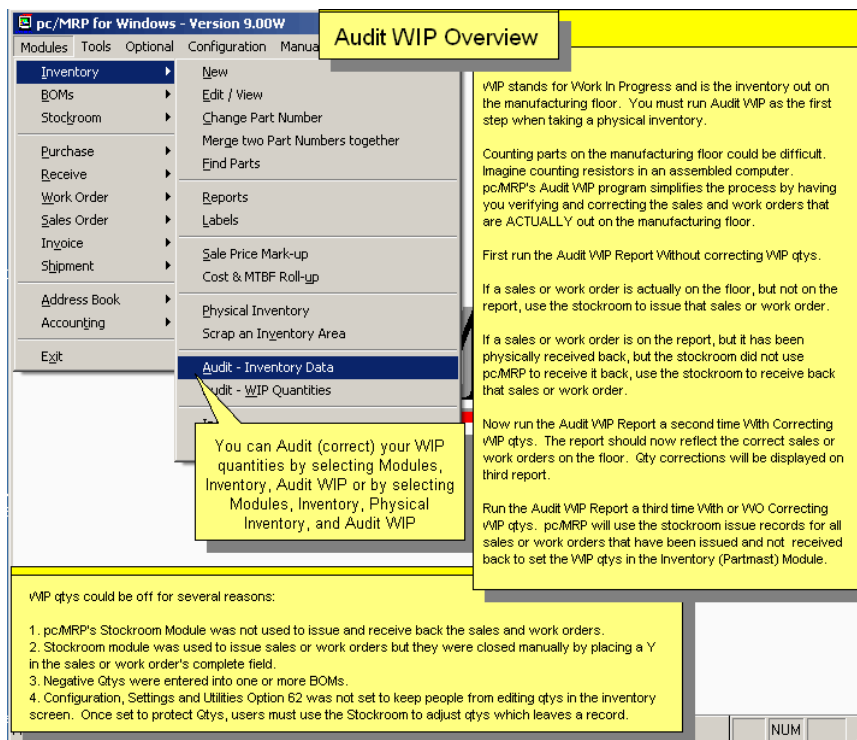 pc/MRP for Windows - Version 9.00W
Audit WIP Overview
Modules Tools Optional Configuration Manua
Inventory
BOMs
Stockroom
Purchase
Receive
Work Order
Sales Order
Invoice
Shipment
Address Book
Accounting
Exit
New
Edit / View
Change Part Number
Merge two Part Numbers together
Find Parts
Reports
Labels
Sale Price Mark-up
Cost & MTBF Roll-up
Physical Inventory
Scrap an Inventory Area
Audit - Inventory Data
Audit - WIP Quantities
You can Audit (correct) your WIP
quantities by selecting Modules,
Inventory, Audit WIP or by selecting
Modules, Inventory, Physical
Inventory, and Audit WIP
WIP stands for Work In Progress and is the inventory out on
the manufacturing floor. You must run Audit WIP as the first
step when taking a physical inventory.
Counting parts on the manufacturing floor could be difficult.
Imagine counting resistors in an assembled computer.
pc/MRP's Audit WIP program simplifies the process by having
you verifying and correcting the sales and work orders that
are ACTUALLY out on the manufacturing floor.
First run the Audit WIP Report Without correcting WIP qtys.
If a sales or work order is actually on the floor, but not on the
report, use the stockroom to issue that sales or work order.
If a sales or work order is on the report, but it has been
physically received back, but the stockroom did not use
pc/MRP to receive it back, use the stockroom to receive back
that sales or work order.
Now run the Audit WIP Report a second time With Correcting
WIP qtys. The report should now reflect the correct sales or
work orders on the floor. Qty corrections will be displayed on
third report.
Run the Audit WIP Report a third time With or WO Correcting
WIP qtys. pc/MRP will use the stockroom issue records for all
sales or work orders that have been issued and not received
back to set the WIP qtys in the Inventory (Partmast) Module.
WIP qtys could be off for several reasons:
1. pc/MRP's Stockroom Module was not used to issue and receive back the sales and work orders.
2. Stockroom module was used to issue sales or work orders but they were closed manually by placing a Y
in the sales or work order's complete field.
3. Negative Qtys were entered into one or more BOMs.
4. Configuration, Settings and Utilities Option 62 was not set to keep people from editing qtys in the inventory
screen. Once set to protect Qtys, users must use the Stockroom to adjust qtys which leaves a record.
NUM